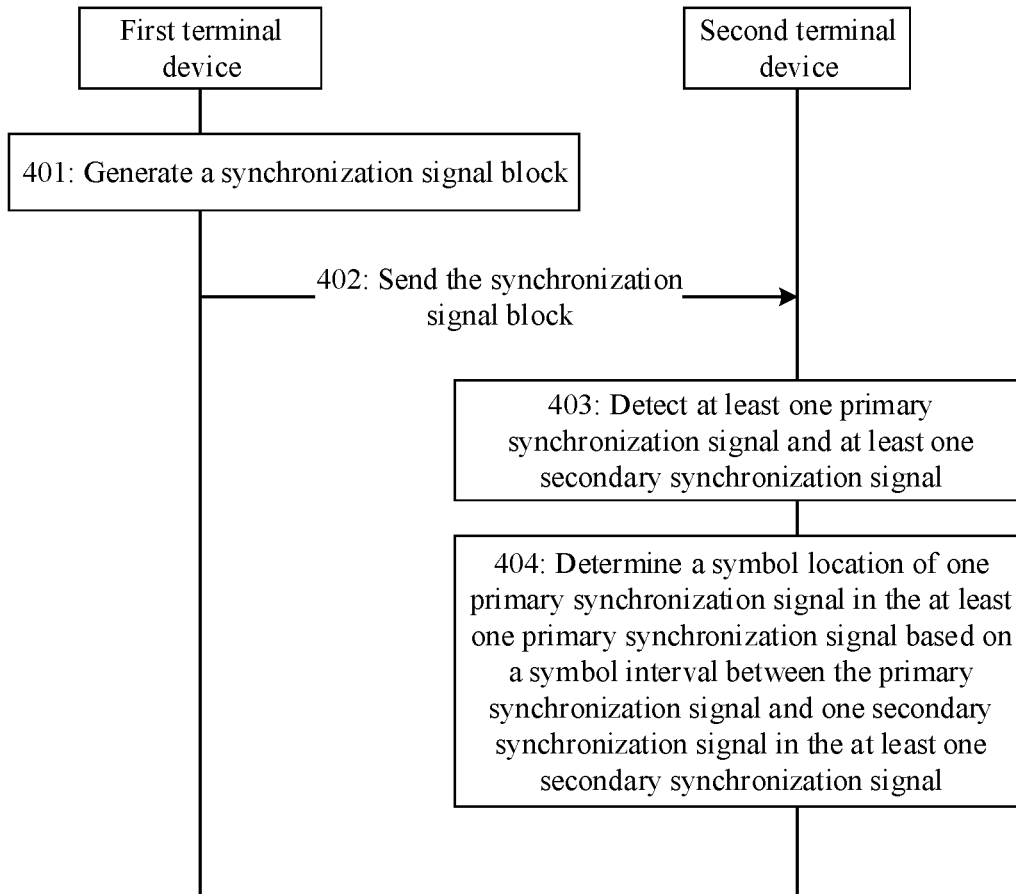 First terminal
device
Second terminal
device
401: Generate a synchronization signal block
402: Send the synchronization
signal block
403: Detect at least one primary
synchronization signal and at least one
secondary synchronization signal
404: Determine a symbol location of one
primary synchronization signal in the at least
one primary synchronization signal based on
a symbol interval between the primary
synchronization signal and one secondary
synchronization signal in the at least one
secondary synchronization signal